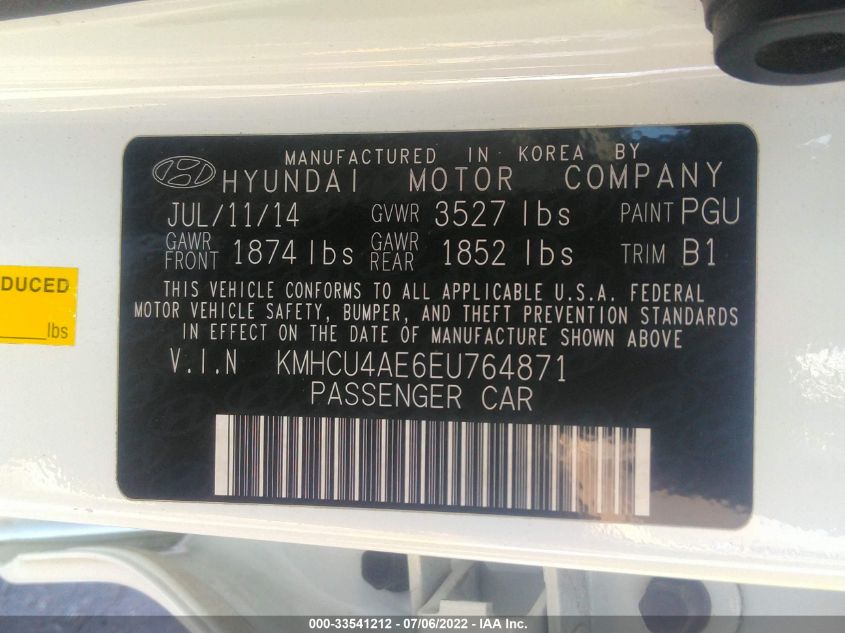 MANUFACTURED IN KOREA BY
HYUNDAI MOTOR COMPANY
JUL/11/14 GVWR 3527 lbs PAINT PGU
GAWR FRONT 1874 lbs GAWR REAR 1852 lbs TRIM B1
THIS VEHICLE CONFORMS TO ALL APPLICABLE U.S.A. FEDERAL
MOTOR VEHICLE SAFETY, BUMPER, AND THEFT PREVENTION STANDARDS
IN EFFECT ON THE DATE OF MANUFACTURE SHOWN ABOVE
V.I.N KMHCU4AE6EU764871
PASSENGER CAR
DUCED
lbs
000-33541212 - 07/06/2022 - IAA Inc.